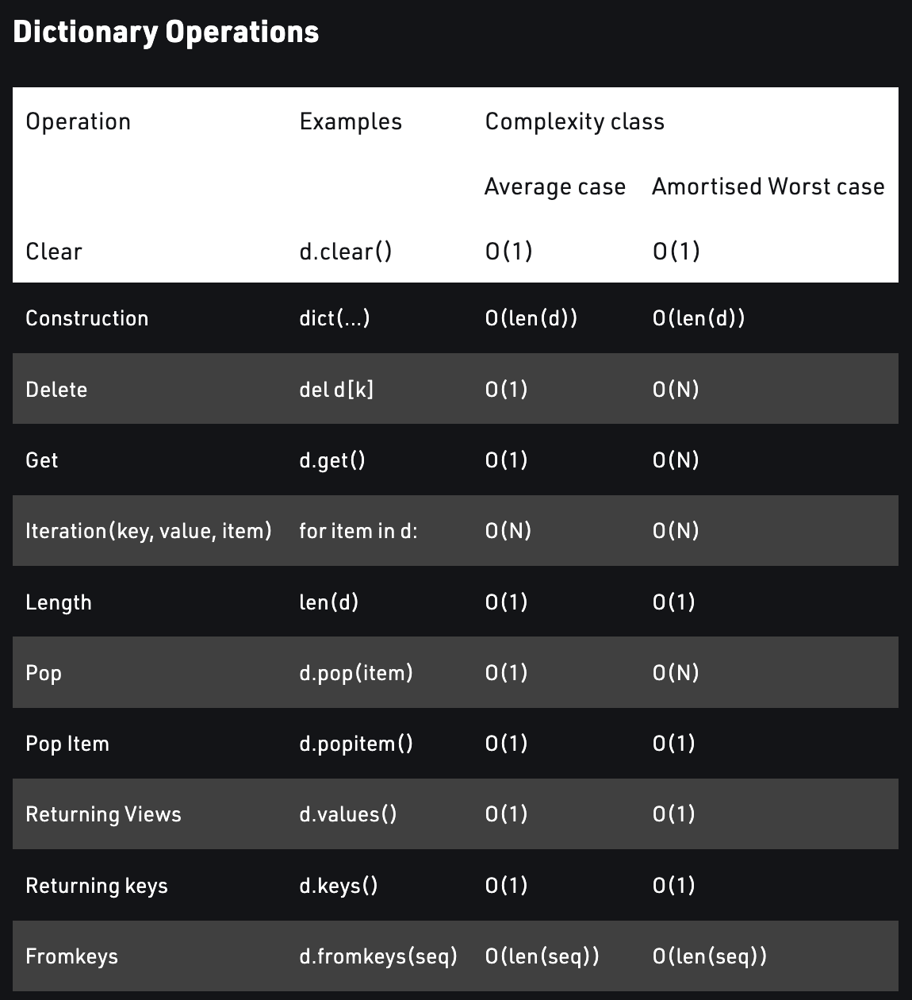 Dictionary Operations
Operation Examples Complexity class
Average case Amortised Worst case
Clear d.clear() O(1) O(1)
Construction dict(...) O(len(d)) O(len(d))
Delete del d[k] O(1) O(N)
Get d.get() O(1) O(N)
Iteration(key, value, item) for item in d: O(N) O(N)
Length len(d) O(1) O(1)
Pop d.pop(item) O(1) O(N)
Pop Item d.popitem() O(1) O(1)
Returning Views d.values() O(1) O(1)
Returning keys d.keys() O(1) O(1)
Fromkeys d.fromkeys(seq) O(len(seq)) O(len(seq))